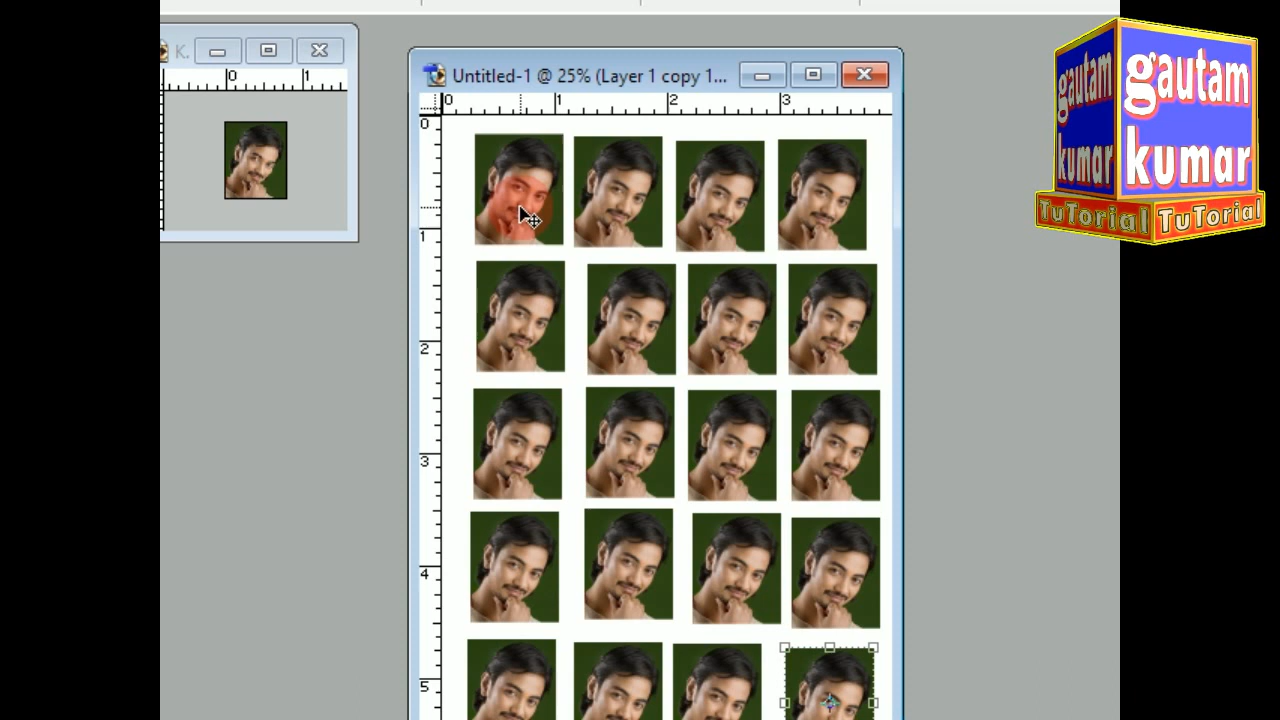 K.
0 1
Untitled-1 @ 25% (Layer 1 copy 1...
0 1 2 3
0
1
2
3
4
5
gautam
kumar
TuTorial
gautam
kumar
TuTorial